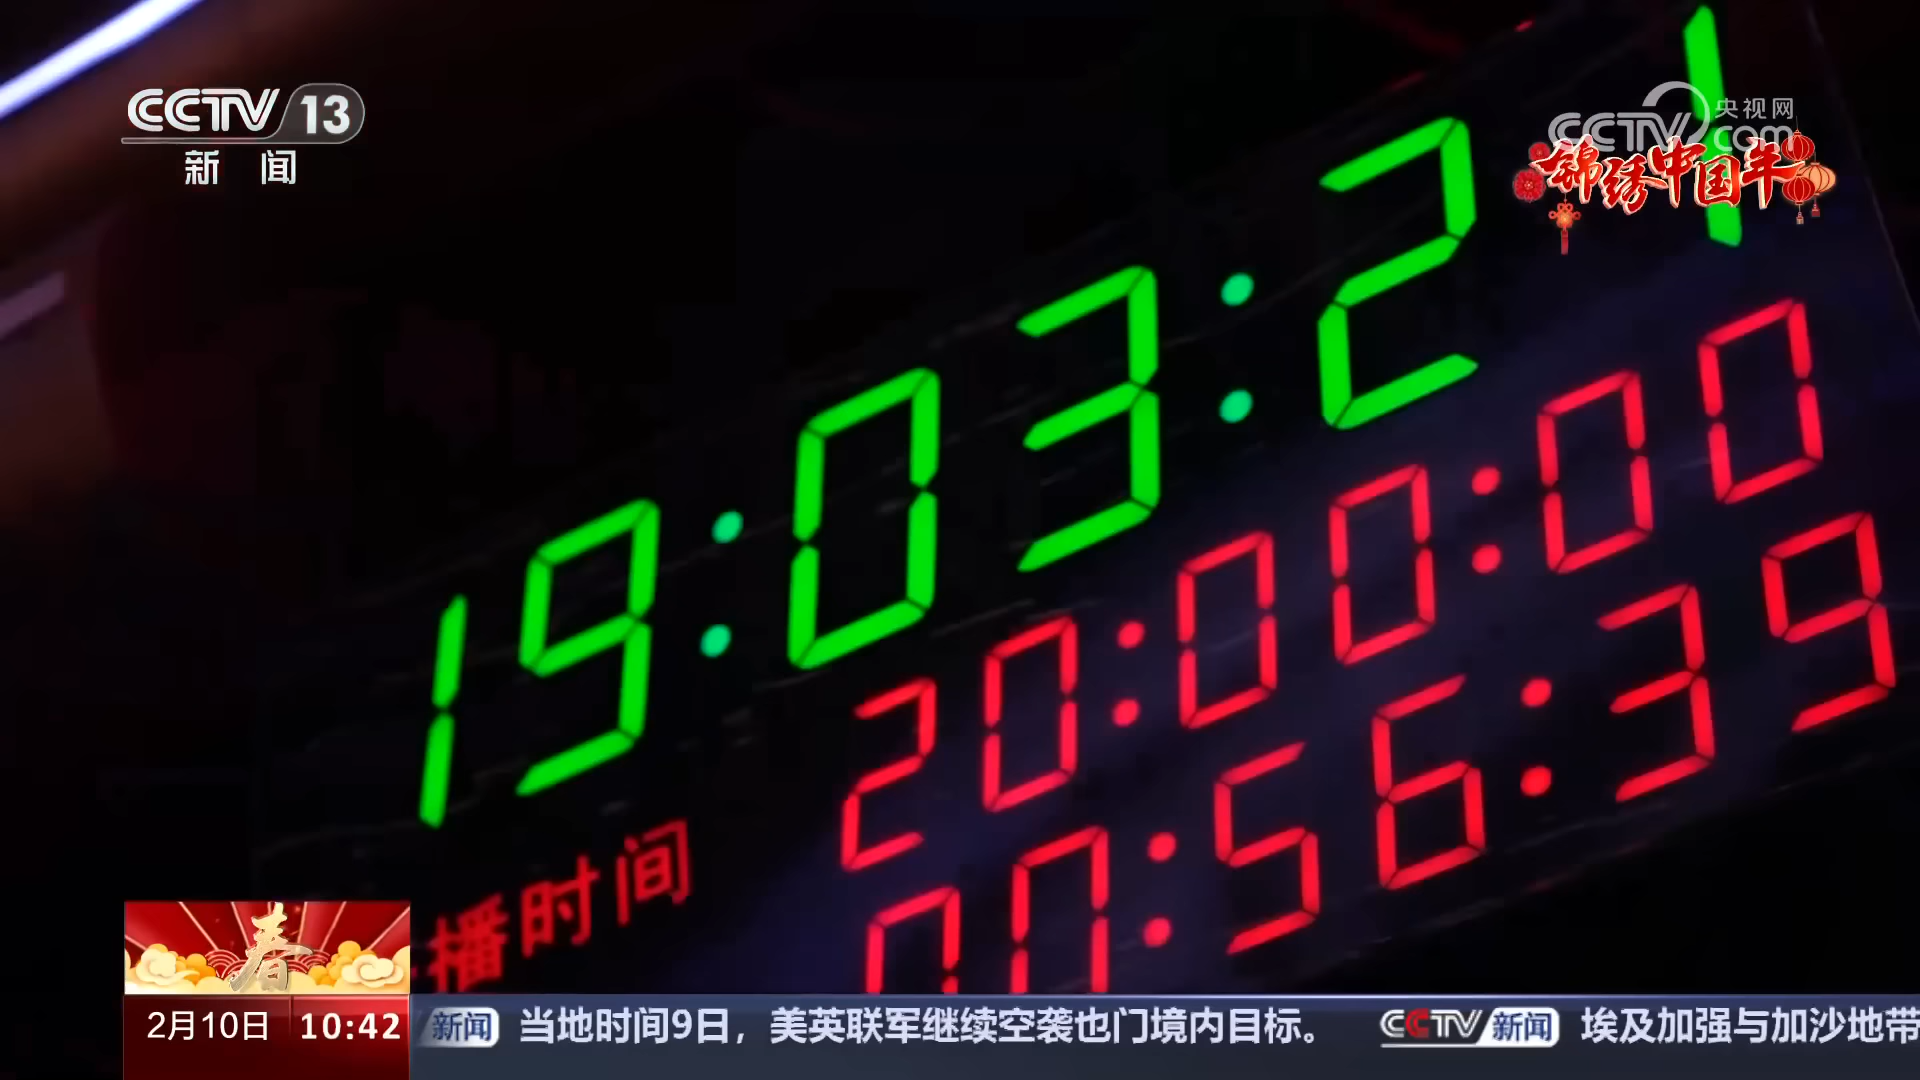 CCTV 13
新闻
央视网
CCTV.com
锦绣中国年
19:03:21
20:00:00:00
00:56:39
播时间
春
2月10日 10:42
新闻 当地时间9日，美英联军继续空袭也门境内目标。 CCTV 新闻 埃及加强与加沙地带